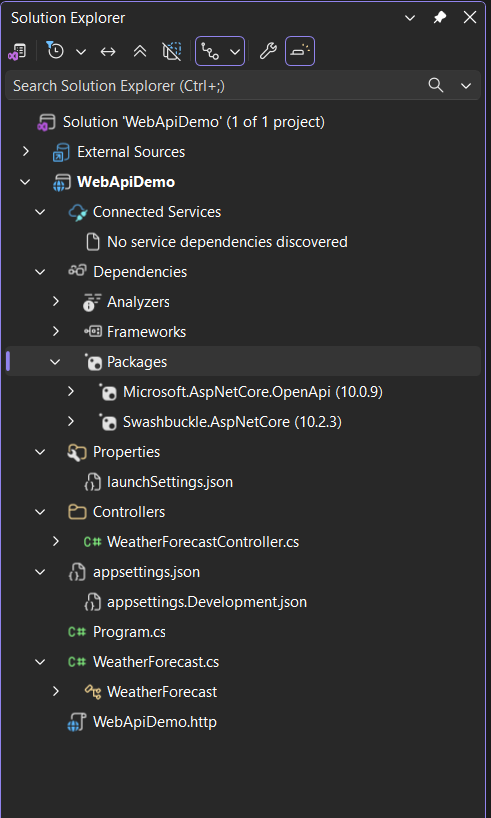 Solution Explorer
Search Solution Explorer (Ctrl+;)
Solution 'WebApiDemo' (1 of 1 project)
External Sources
WebApiDemo
Connected Services
No service dependencies discovered
Dependencies
Analyzers
Frameworks
Packages
Microsoft.AspNetCore.OpenApi (10.0.9)
Swashbuckle.AspNetCore (10.2.3)
Properties
launchSettings.json
Controllers
C# WeatherForecastController.cs
appsettings.json
appsettings.Development.json
C# Program.cs
C# WeatherForecast.cs
WeatherForecast
WebApiDemo.http